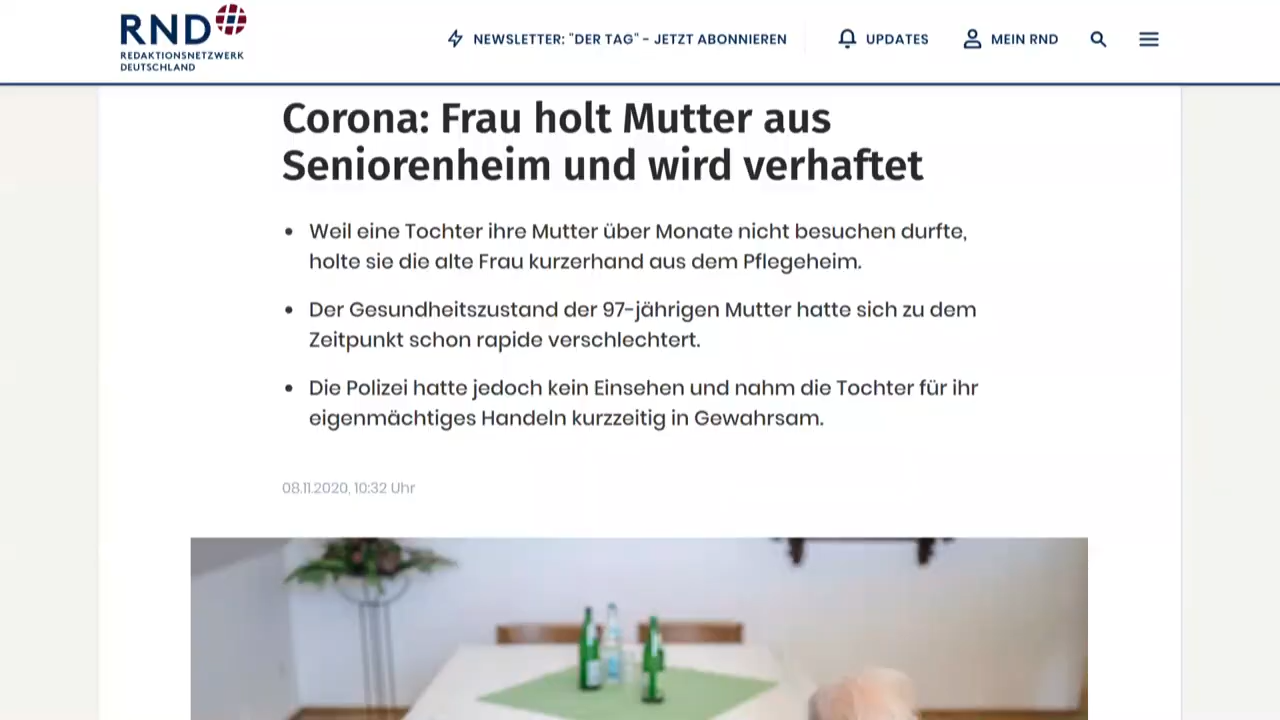 RND
REDAKTIONSNETZWERK
DEUTSCHLAND
NEWSLETTER: "DER TAG" - JETZT ABONNIEREN
UPDATES
MEIN RND
Corona: Frau holt Mutter aus
Seniorenheim und wird verhaftet
• Weil eine Tochter ihre Mutter über Monate nicht besuchen durfte,
holte sie die alte Frau kurzerhand aus dem Pflegeheim.
• Der Gesundheitszustand der 97-jährigen Mutter hatte sich zu dem
Zeitpunkt schon rapide verschlechtert.
• Die Polizei hatte jedoch kein Einsehen und nahm die Tochter für ihr
eigenmächtiges Handeln kurzzeitig in Gewahrsam.
08.11.2020, 10:32 Uhr